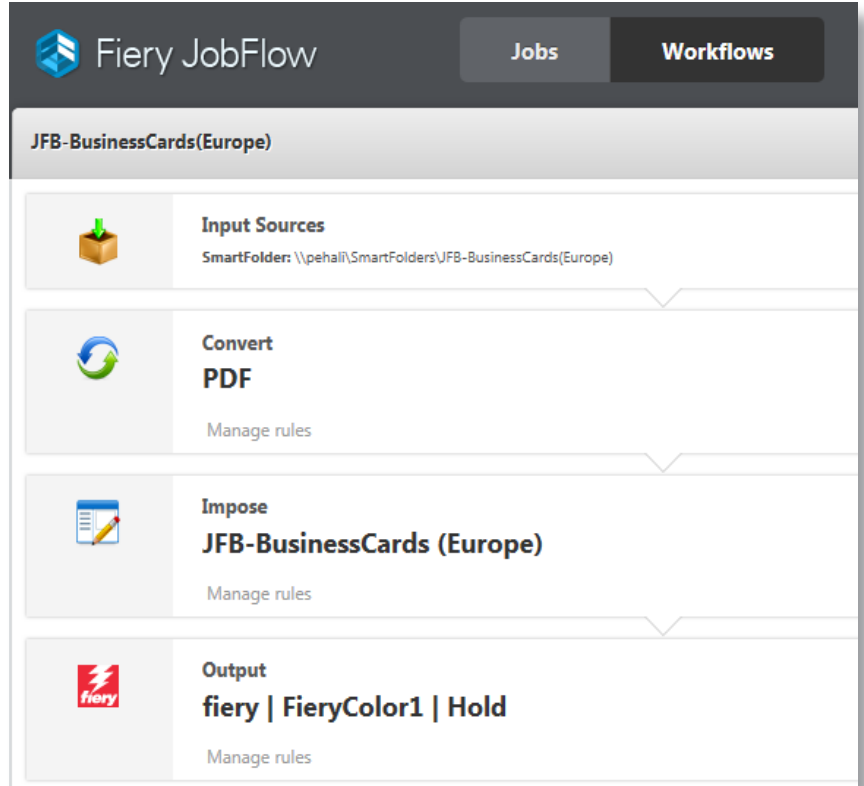 Fiery JobFlow
Jobs
Workflows
JFB-BusinessCards(Europe)
Input Sources
SmartFolder: \\pehali\SmartFolders\JFB-BusinessCards(Europe)
Convert
PDF
Manage rules
Impose
JFB-BusinessCards (Europe)
Manage rules
fiery
Output
fiery | FieryColor1 | Hold
Manage rules